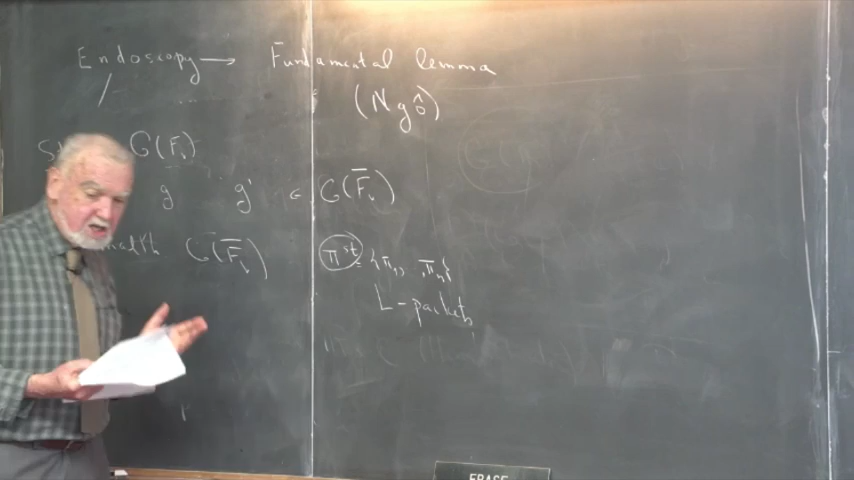 Endoscopy → Fundamental lemma
(Ngô)
G(F_v)
g g' ∈ G(F̄_v)
G(F̄_v) π^st = {π_1, , π_n}
L-packets
ERASE